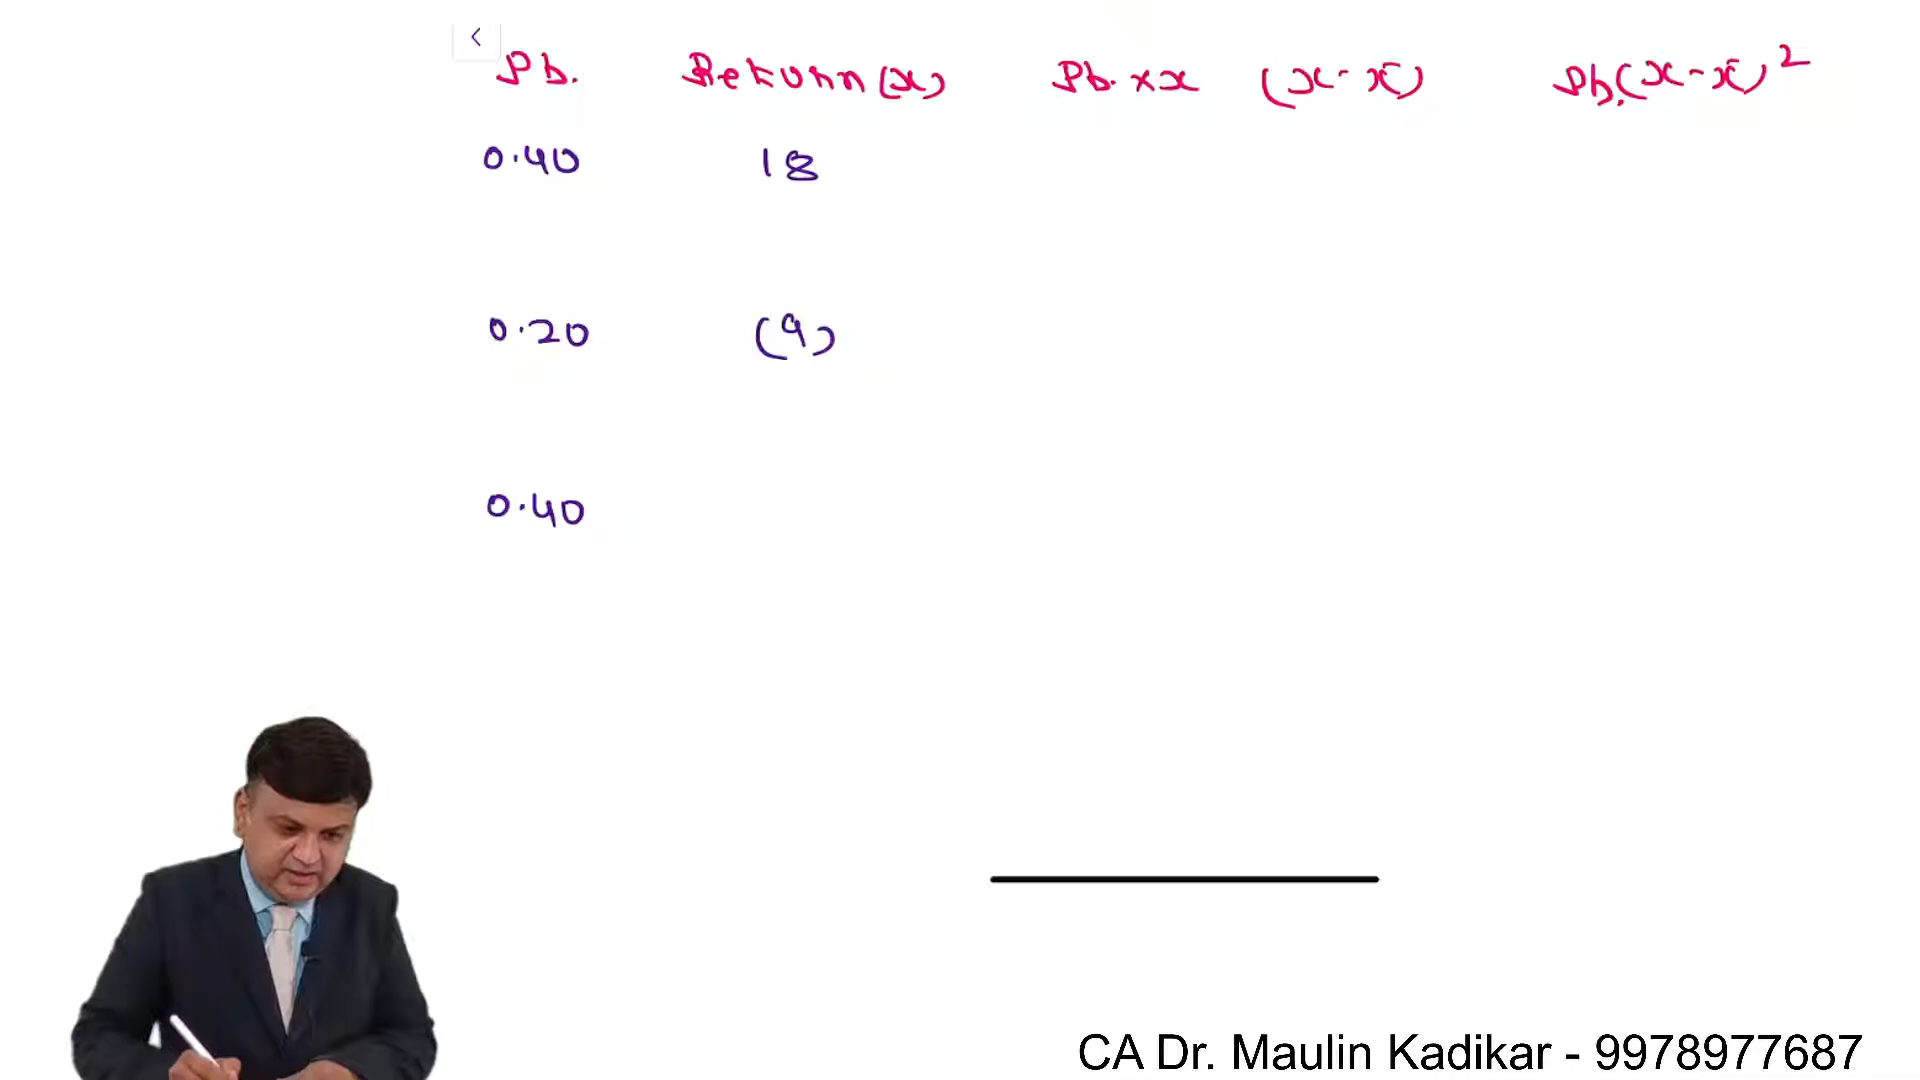 Pb. Return (x) Pb. × x (x - x̄) Pb.(x - x̄)²
0.40 18
0.20 (9)
0.40
CA Dr. Maulin Kadikar - 9978977687